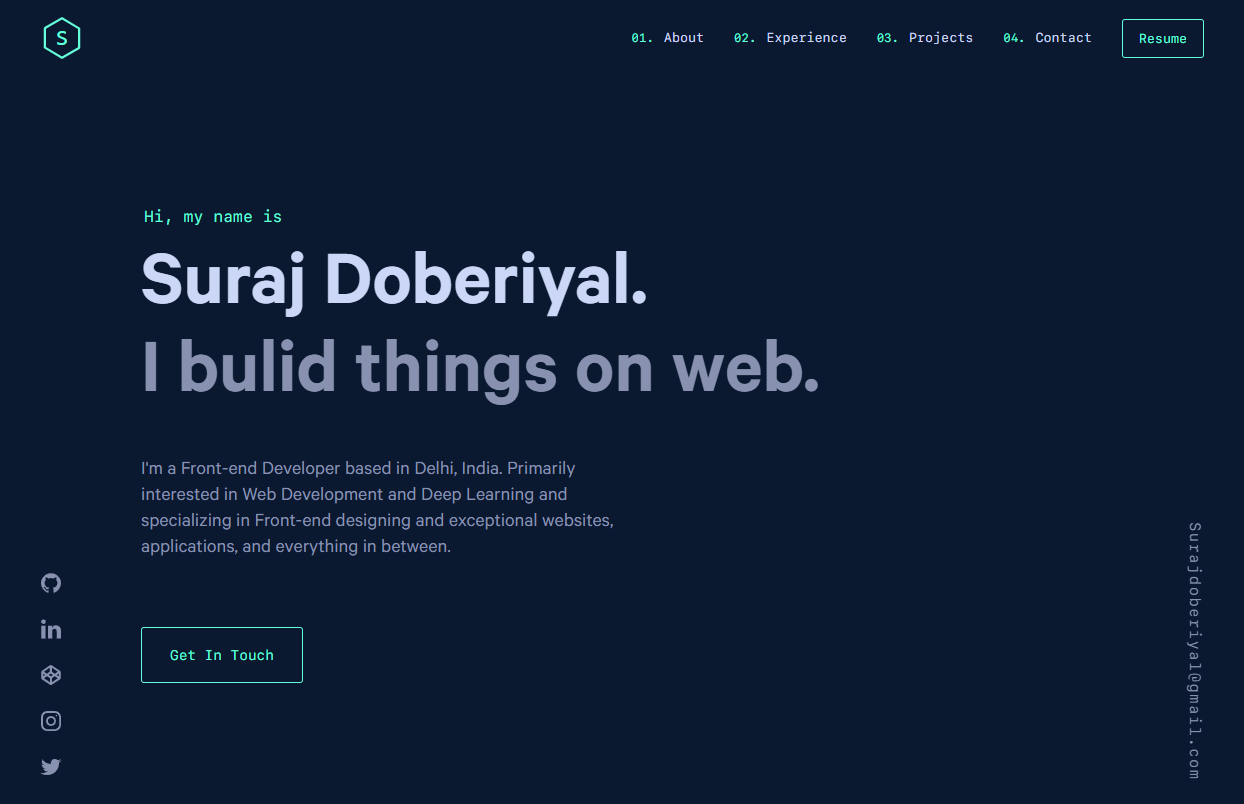 S
01. About 02. Experience 03. Projects 04. Contact Resume
Hi, my name is
Suraj Doberiyal.
I bulid things on web.
I'm a Front-end Developer based in Delhi, India. Primarily
interested in Web Development and Deep Learning and
specializing in Front-end designing and exceptional websites,
applications, and everything in between.
in
Get In Touch
Surajdoberiyal@gmail.com